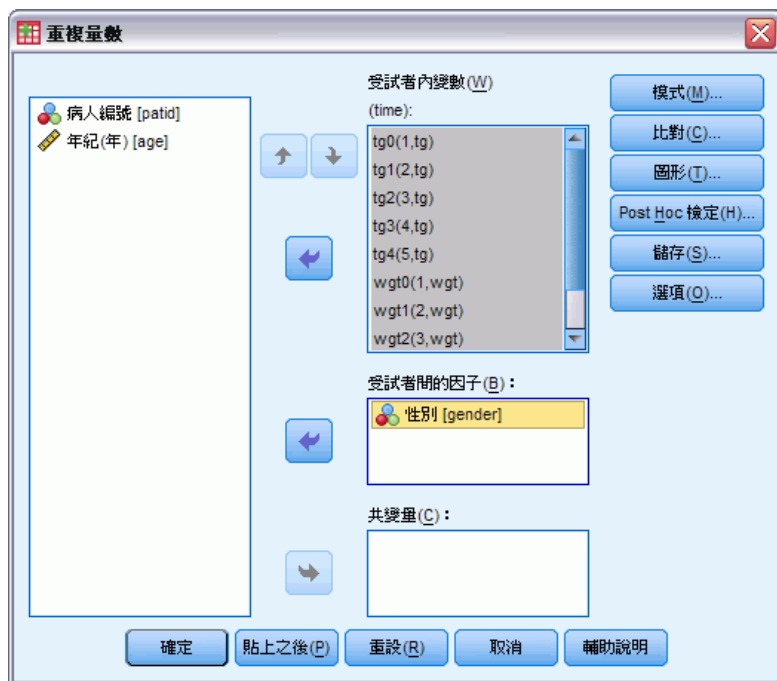 重複量數
病人編號 [patid]
年紀(年) [age]
受試者內變數(W)
(time):
tg0(1,tg)
tg1(2,tg)
tg2(3,tg)
tg3(4,tg)
tg4(5,tg)
wgt0(1,wgt)
wgt1(2,wgt)
wgt2(3,wgt)
受試者間的因子(B):
性別 [gender]
共變量(C):
模式(M)...
比對(C)...
圖形(T)...
Post Hoc 檢定(H)...
儲存(S)...
選項(O)...
確定
貼上之後(P)
重設(R)
取消
輔助說明